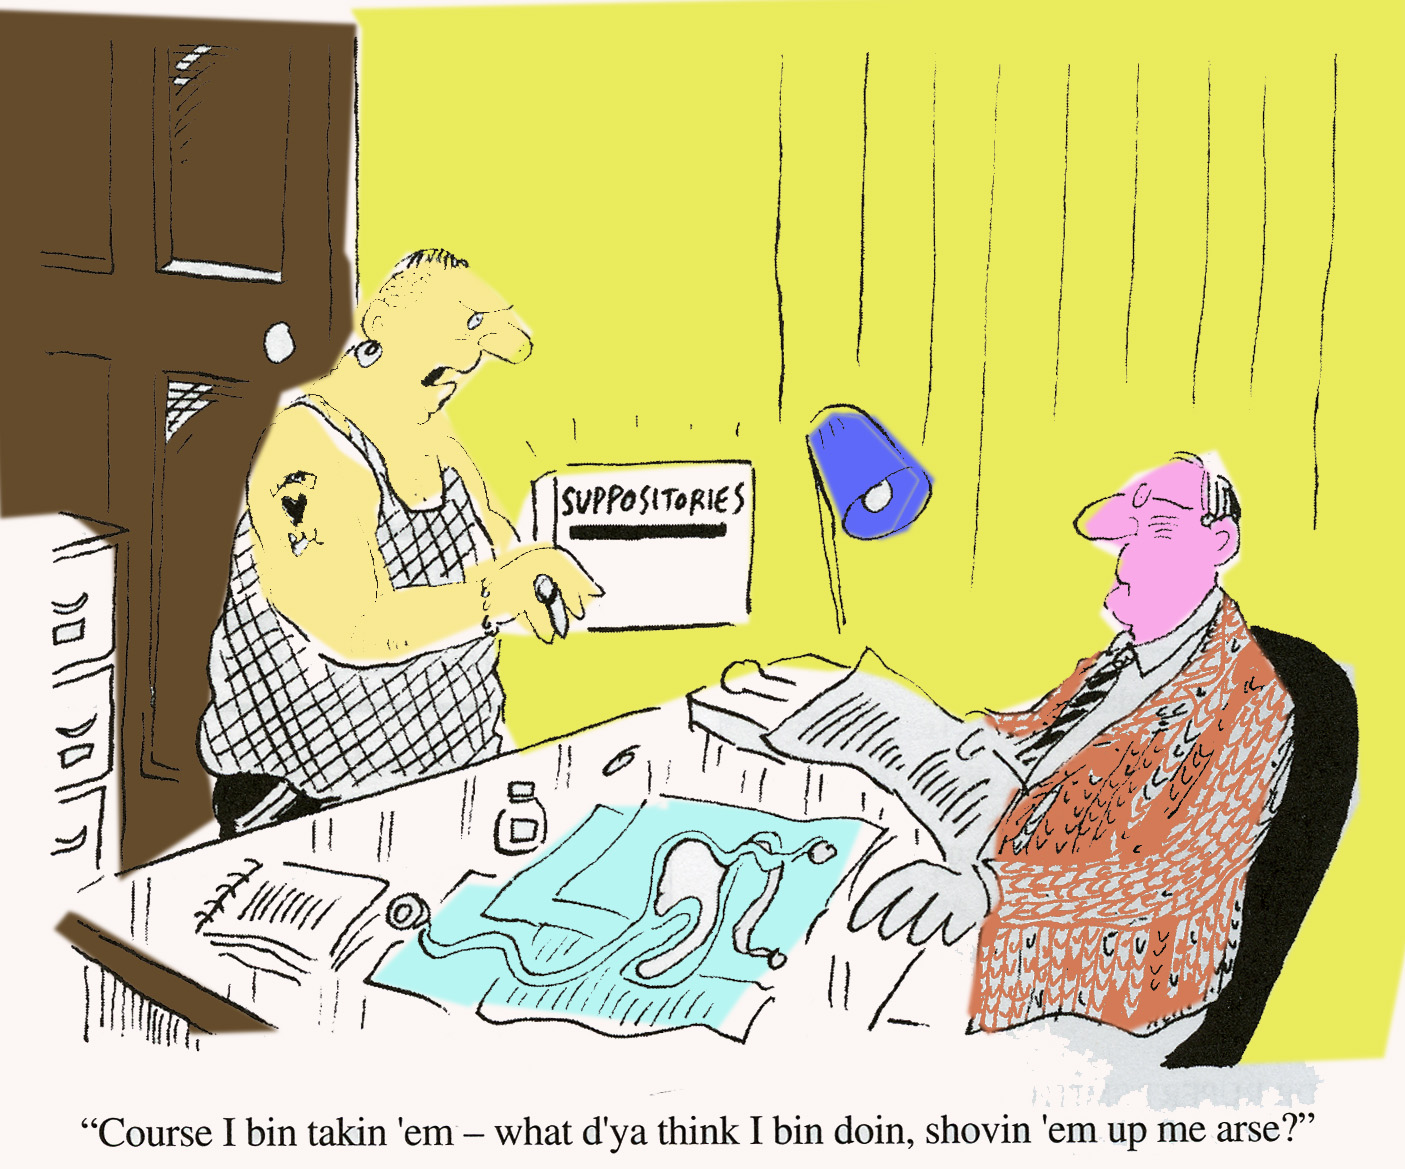 SUPPOSITORIES
“Course I bin takin 'em – what d'ya think I bin doin, shovin 'em up me arse?”